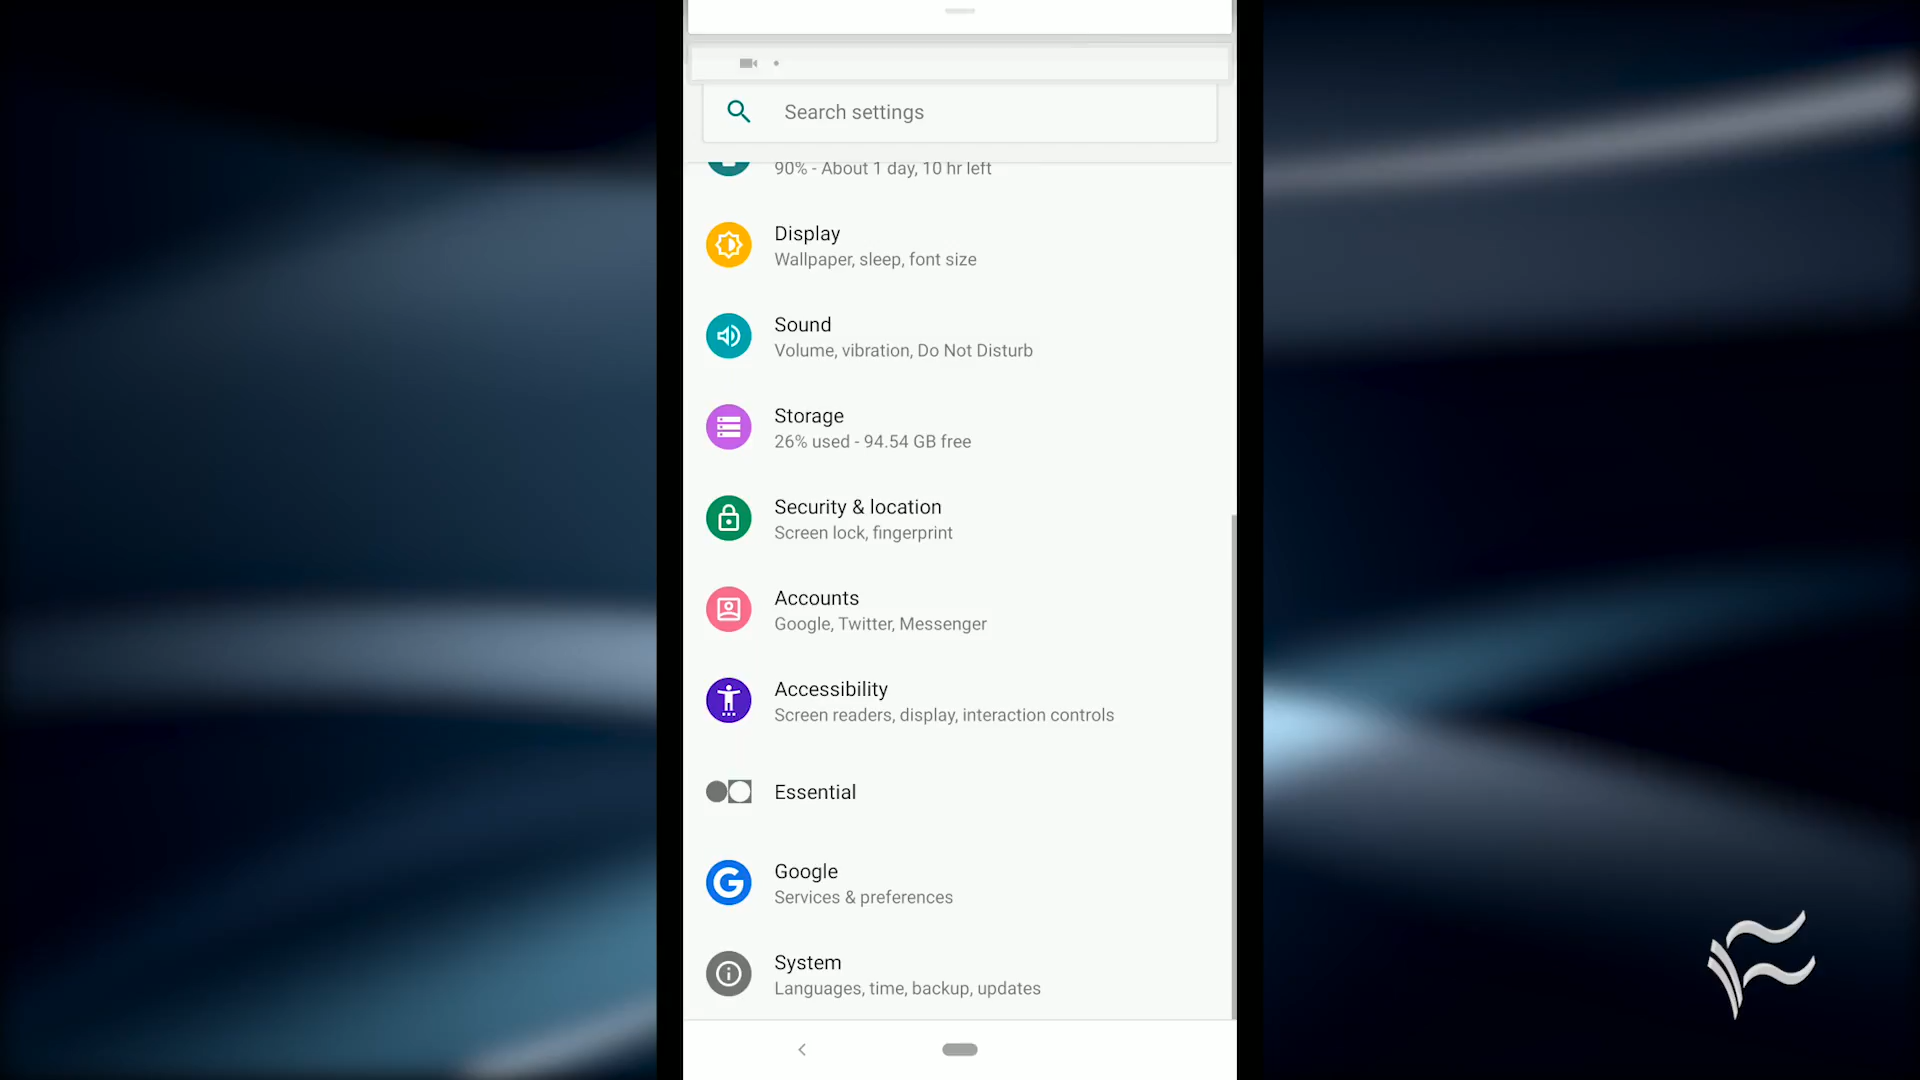 Search settings
90% - About 1 day, 10 hr left
Display
Wallpaper, sleep, font size
Sound
Volume, vibration, Do Not Disturb
Storage
26% used - 94.54 GB free
Security & location
Screen lock, fingerprint
Accounts
Google, Twitter, Messenger
Accessibility
Screen readers, display, interaction controls
Essential
Google
Services & preferences
System
Languages, time, backup, updates